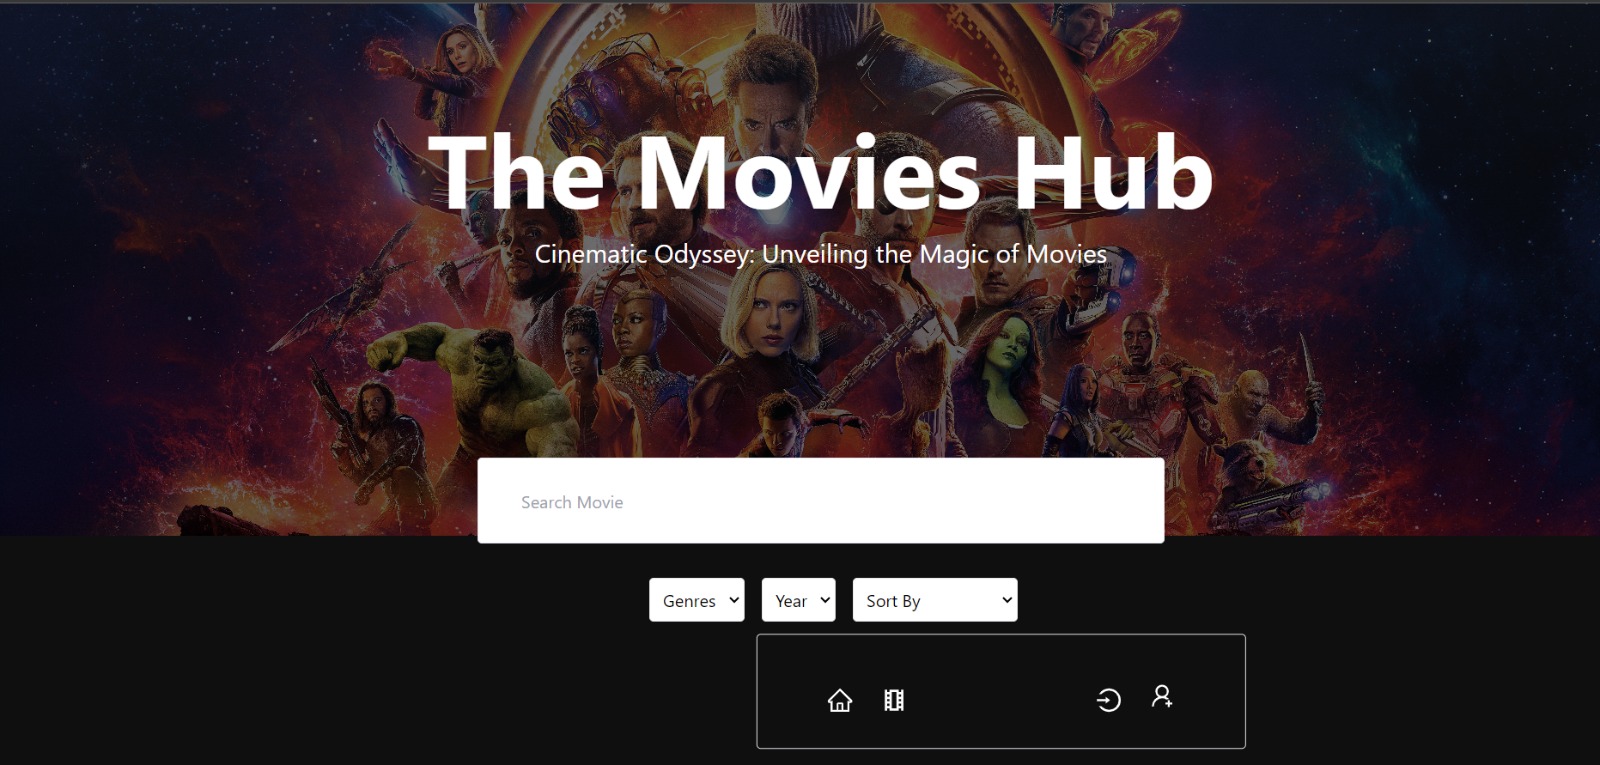 The Movies Hub
Cinematic Odyssey: Unveiling the Magic of Movies
Search Movie
Genres Year Sort By